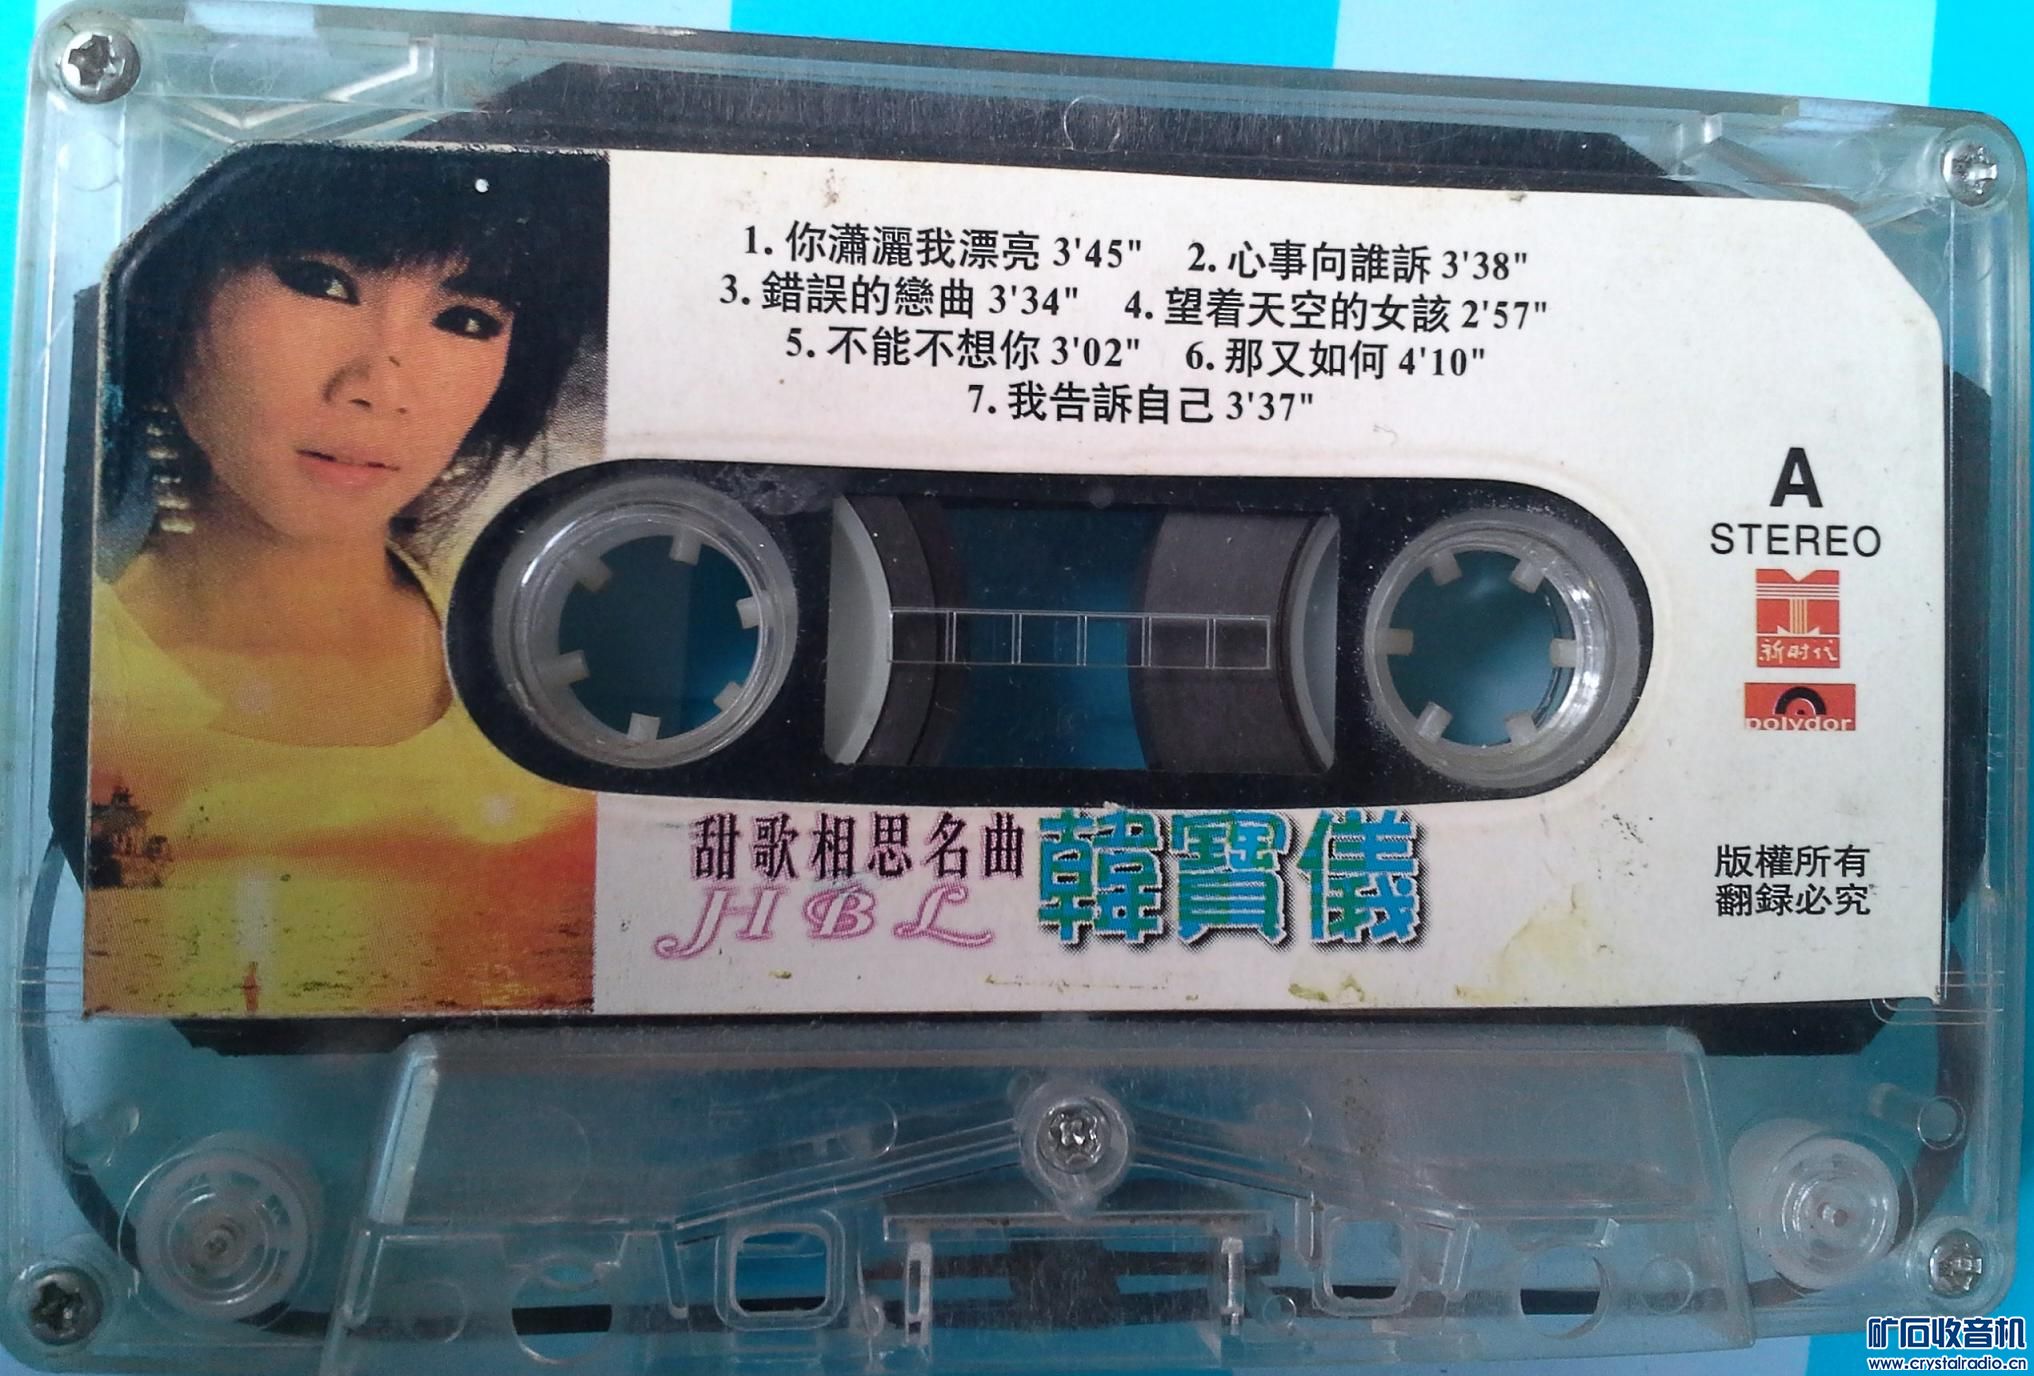 1. 你瀟灑我漂亮 3'45" 2. 心事向誰訴 3'38"
3. 錯誤的戀曲 3'34" 4. 望着天空的女該 2'57"
5. 不能不想你 3'02" 6. 那又如何 4'10"
7. 我告訴自己 3'37"
A
STEREO
新时代
polydor
甜歌相思名曲
HBL
韓寶儀
版權所有
翻録必究
矿石收音机
www.crystalradio.cn